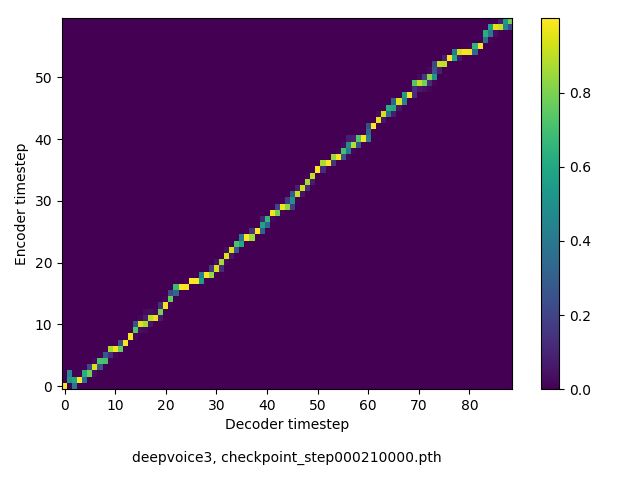 50
40
30
20
10
0
Encoder timestep
0 10 20 30 40 50 60 70 80
Decoder timestep
0.8
0.6
0.4
0.2
0.0
deepvoice3, checkpoint_step000210000.pth